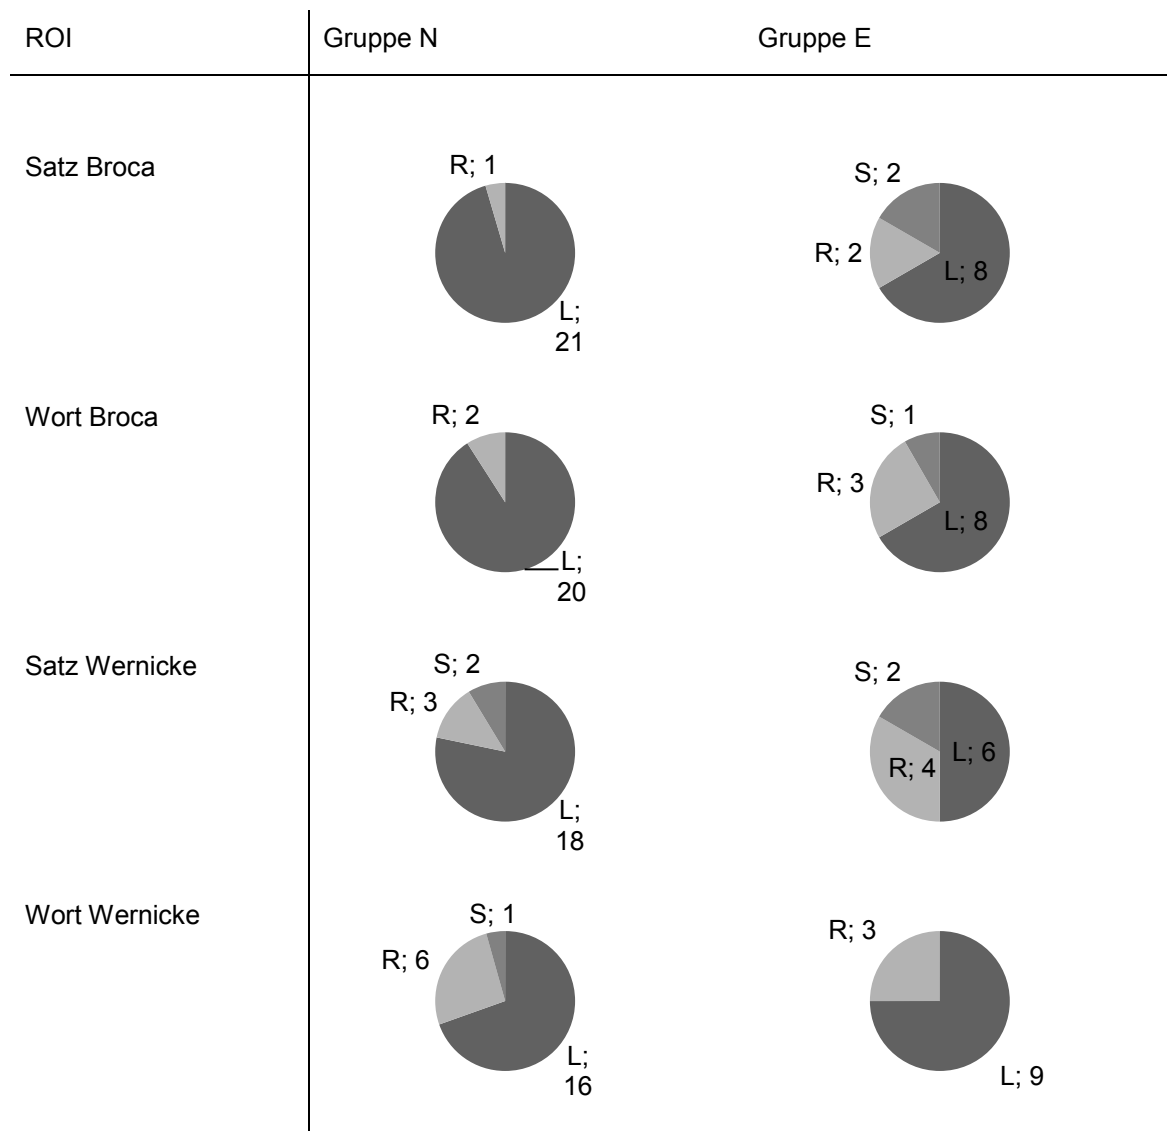 ROI
Gruppe N
Gruppe E
Satz Broca
R; 1
L;
21
S; 2
R; 2
L; 8
Wort Broca
R; 2
L;
20
S; 1
R; 3
L; 8
Satz Wernicke
S; 2
R; 3
L;
18
S; 2
R; 4
L; 6
Wort Wernicke
S; 1
R; 6
L;
16
R; 3
L; 9